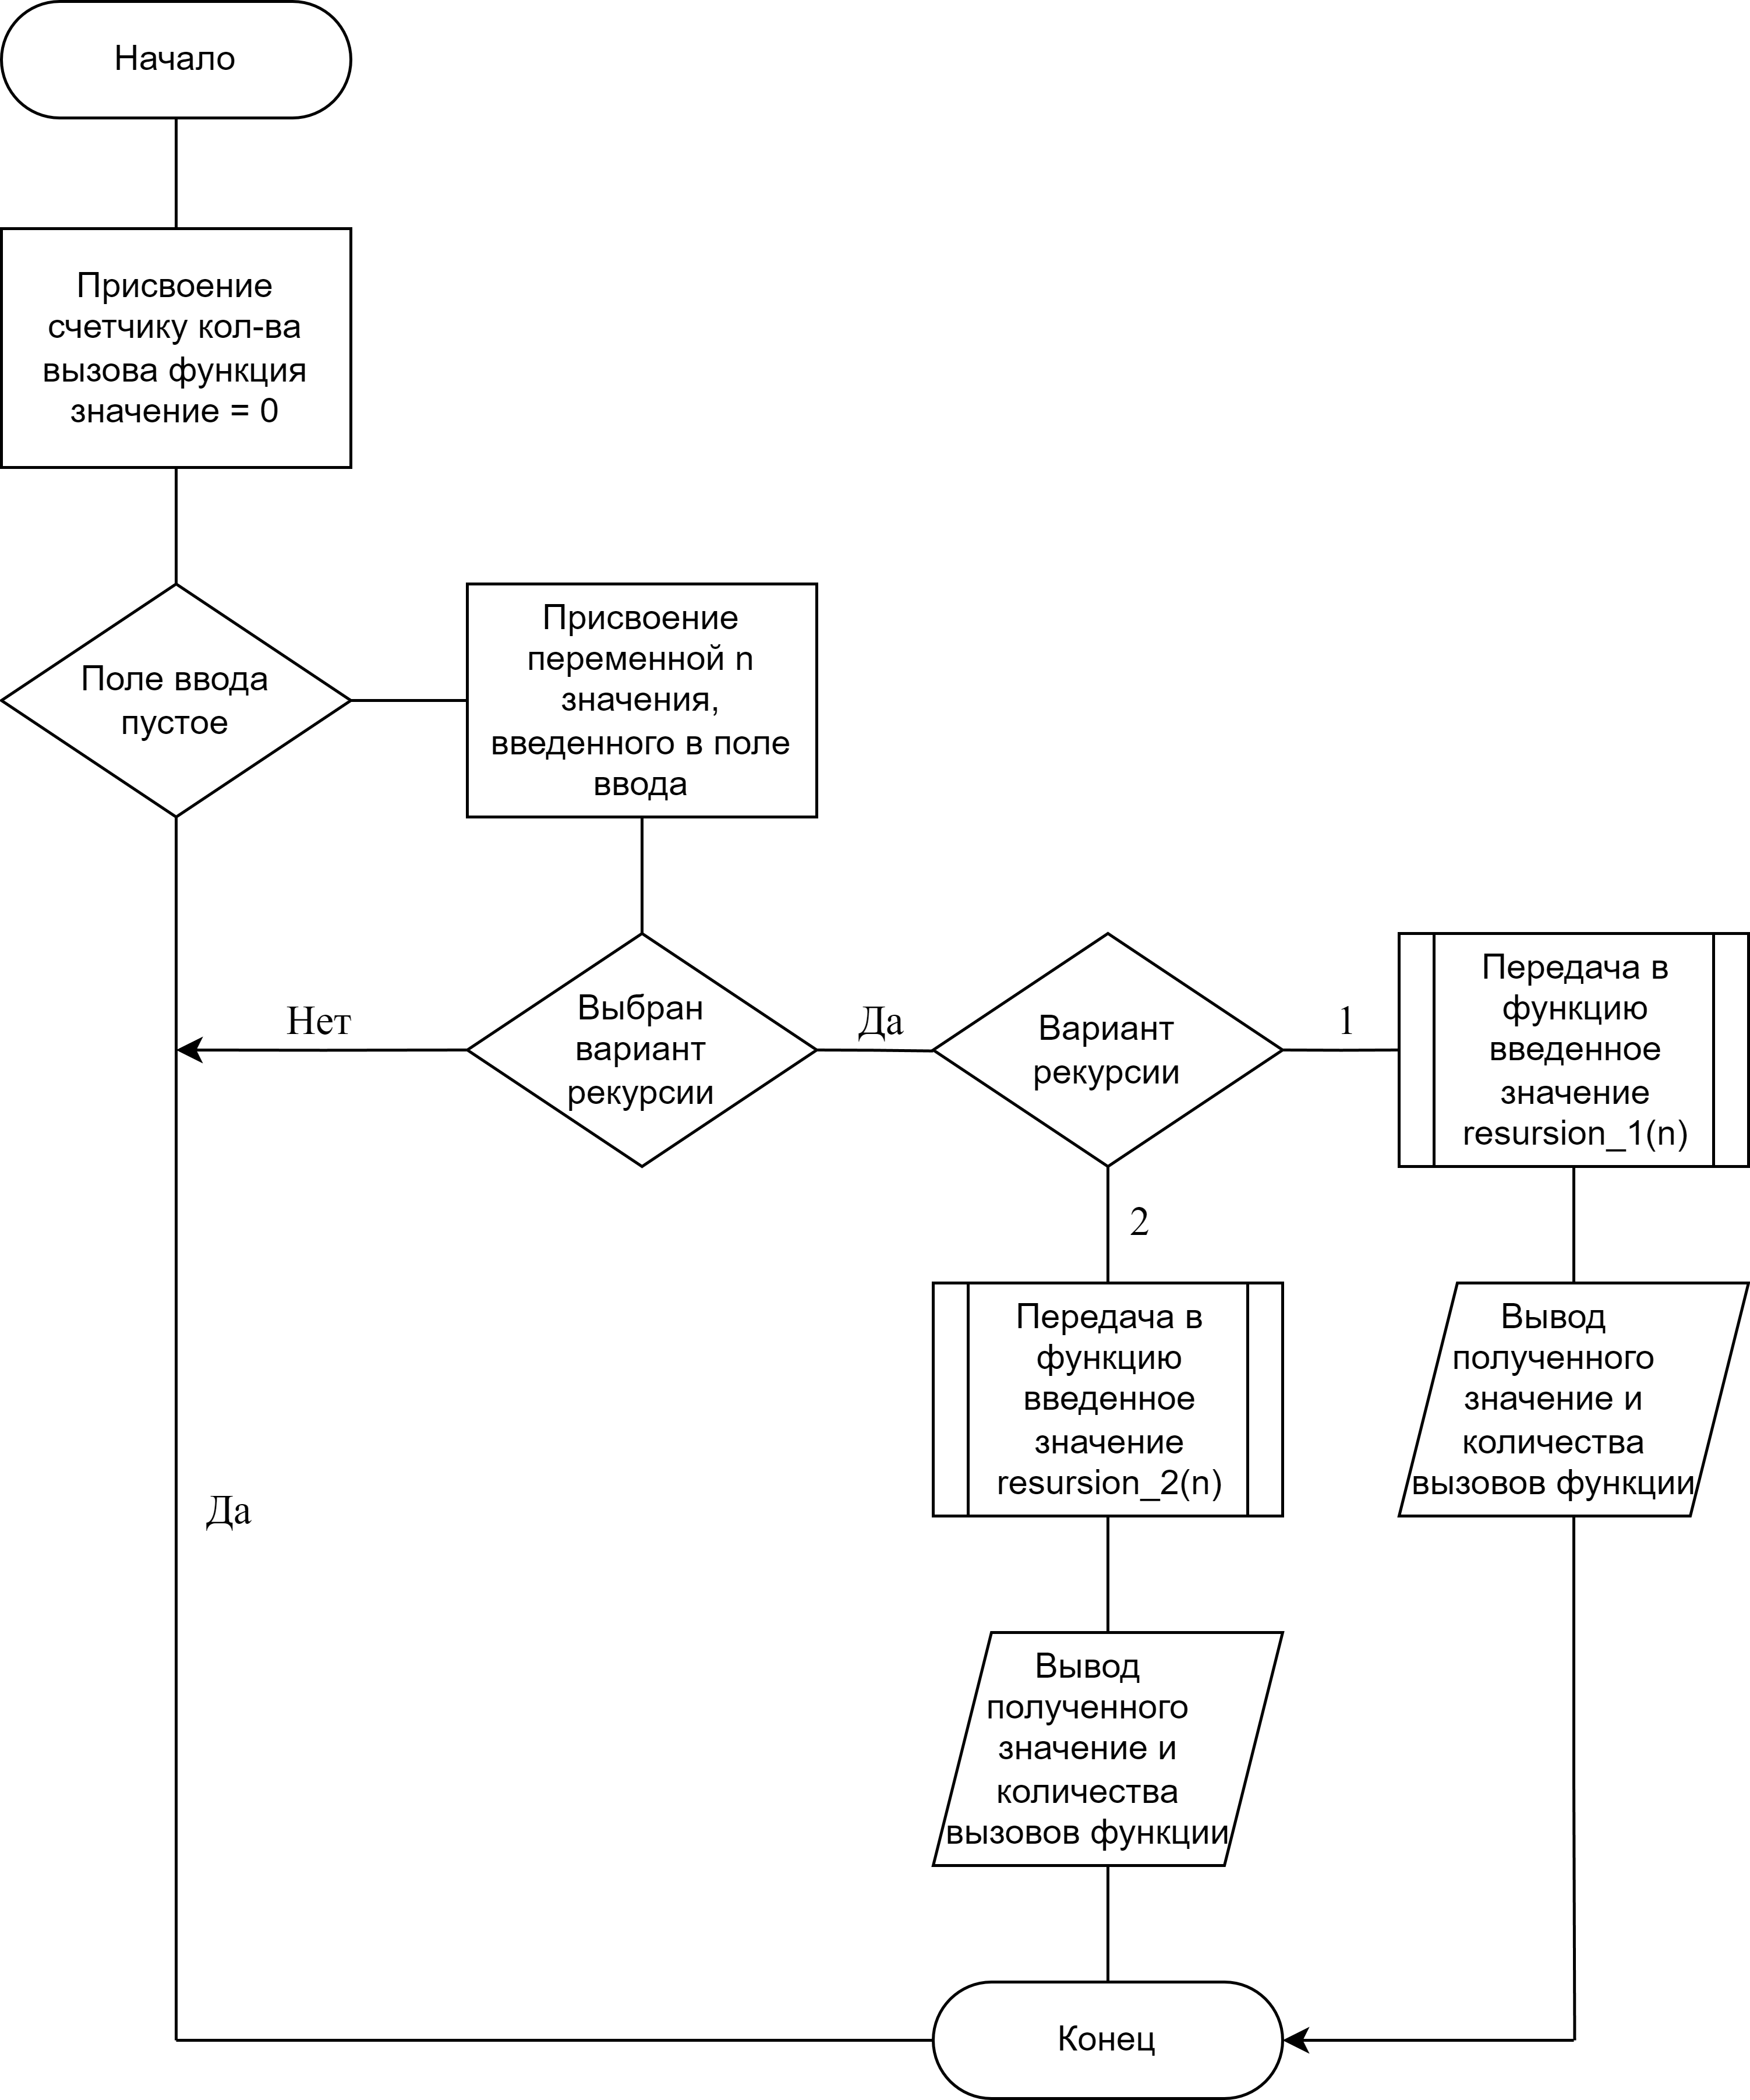 Начало
Присвоение
счетчику кол-ва
вызова функция
значение = 0
Поле ввода
пустое
Присвоение
переменной n
значения,
введенного в поле
ввода
Нет
Выбран
вариант
рекурсии
Да
Вариант
рекурсии
1
Передача в
функцию
введенное
значение
resursion_1(n)
2
Передача в
функцию
введенное
значение
resursion_2(n)
Вывод
полученного
значение и
количества
вызовов функции
Да
Вывод
полученного
значение и
количества
вызовов функции
Конец